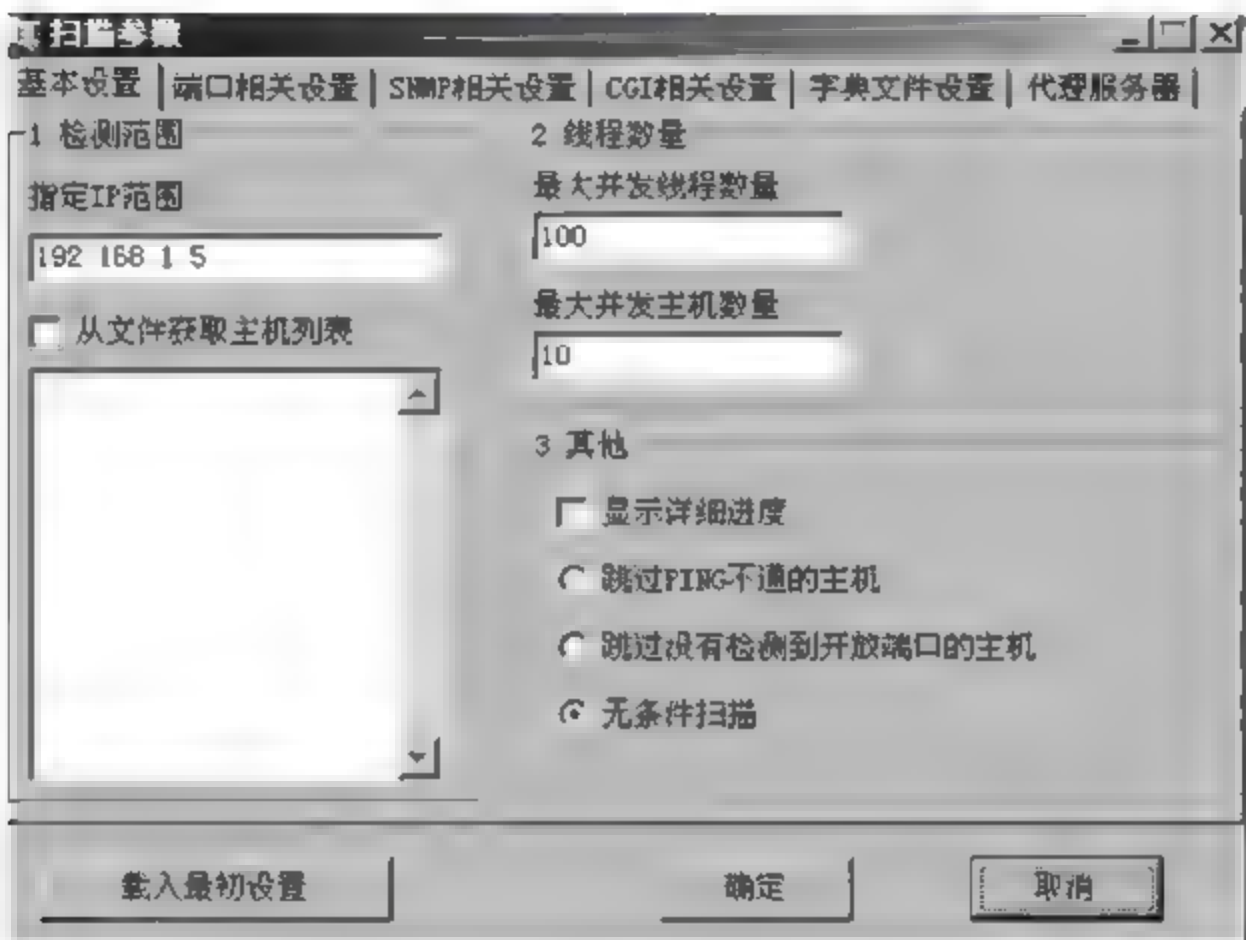 扫描参数
基本设置 端口相关设置 SNMP相关设置 CGI相关设置 字典文件设置 代理服务器
1 检测范围
指定IP范围
192 168 1 5
从文件获取主机列表
2 线程数量
最大并发线程数量
100
最大并发主机数量
10
3 其他
显示详细进度
跳过PING不通的主机
跳过没有检测到开放端口的主机
无条件扫描
载入最初设置 确定 取消